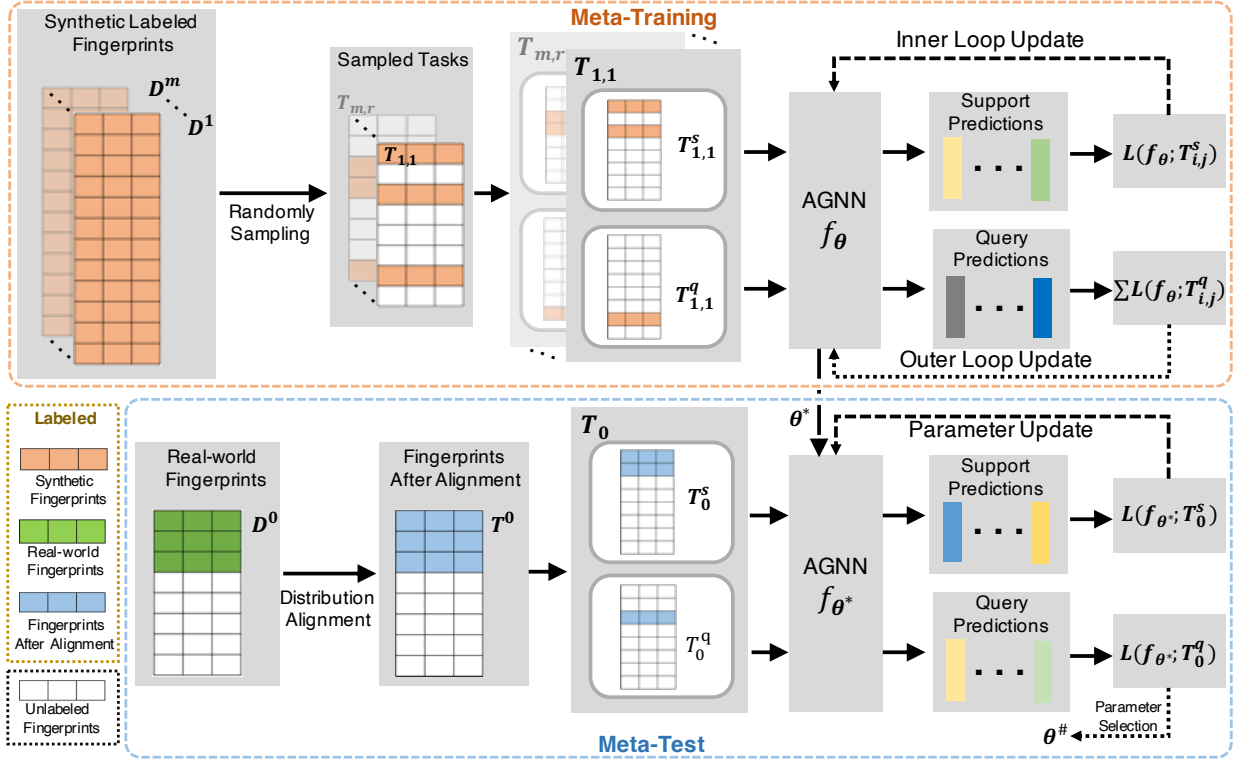 Meta-Training
Synthetic Labeled
Fingerprints
D^m
D^1
Randomly
Sampling
Sampled Tasks
T_{m,r}
T_{1,1}
T_{m,r}
T_{1,1}
T^s_{1,1}
T^q_{1,1}
AGNN
f_θ
Inner Loop Update
Support
Predictions
L(f_θ; T^s_{i,j})
Query
Predictions
∑L(f_θ; T^q_{i,j})
Outer Loop Update
θ*
Labeled
Synthetic
Fingerprints
Real-world
Fingerprints
Fingerprints
After Alignment
Unlabeled
Fingerprints
Real-world
Fingerprints
D^0
Distribution
Alignment
Fingerprints
After Alignment
T^0
T_0
T^s_0
T^q_0
AGNN
f_{θ*}
Parameter Update
Support
Predictions
L(f_{θ*}; T^s_0)
Query
Predictions
L(f_{θ*}; T^q_0)
Parameter
Selection
θ^#
Meta-Test